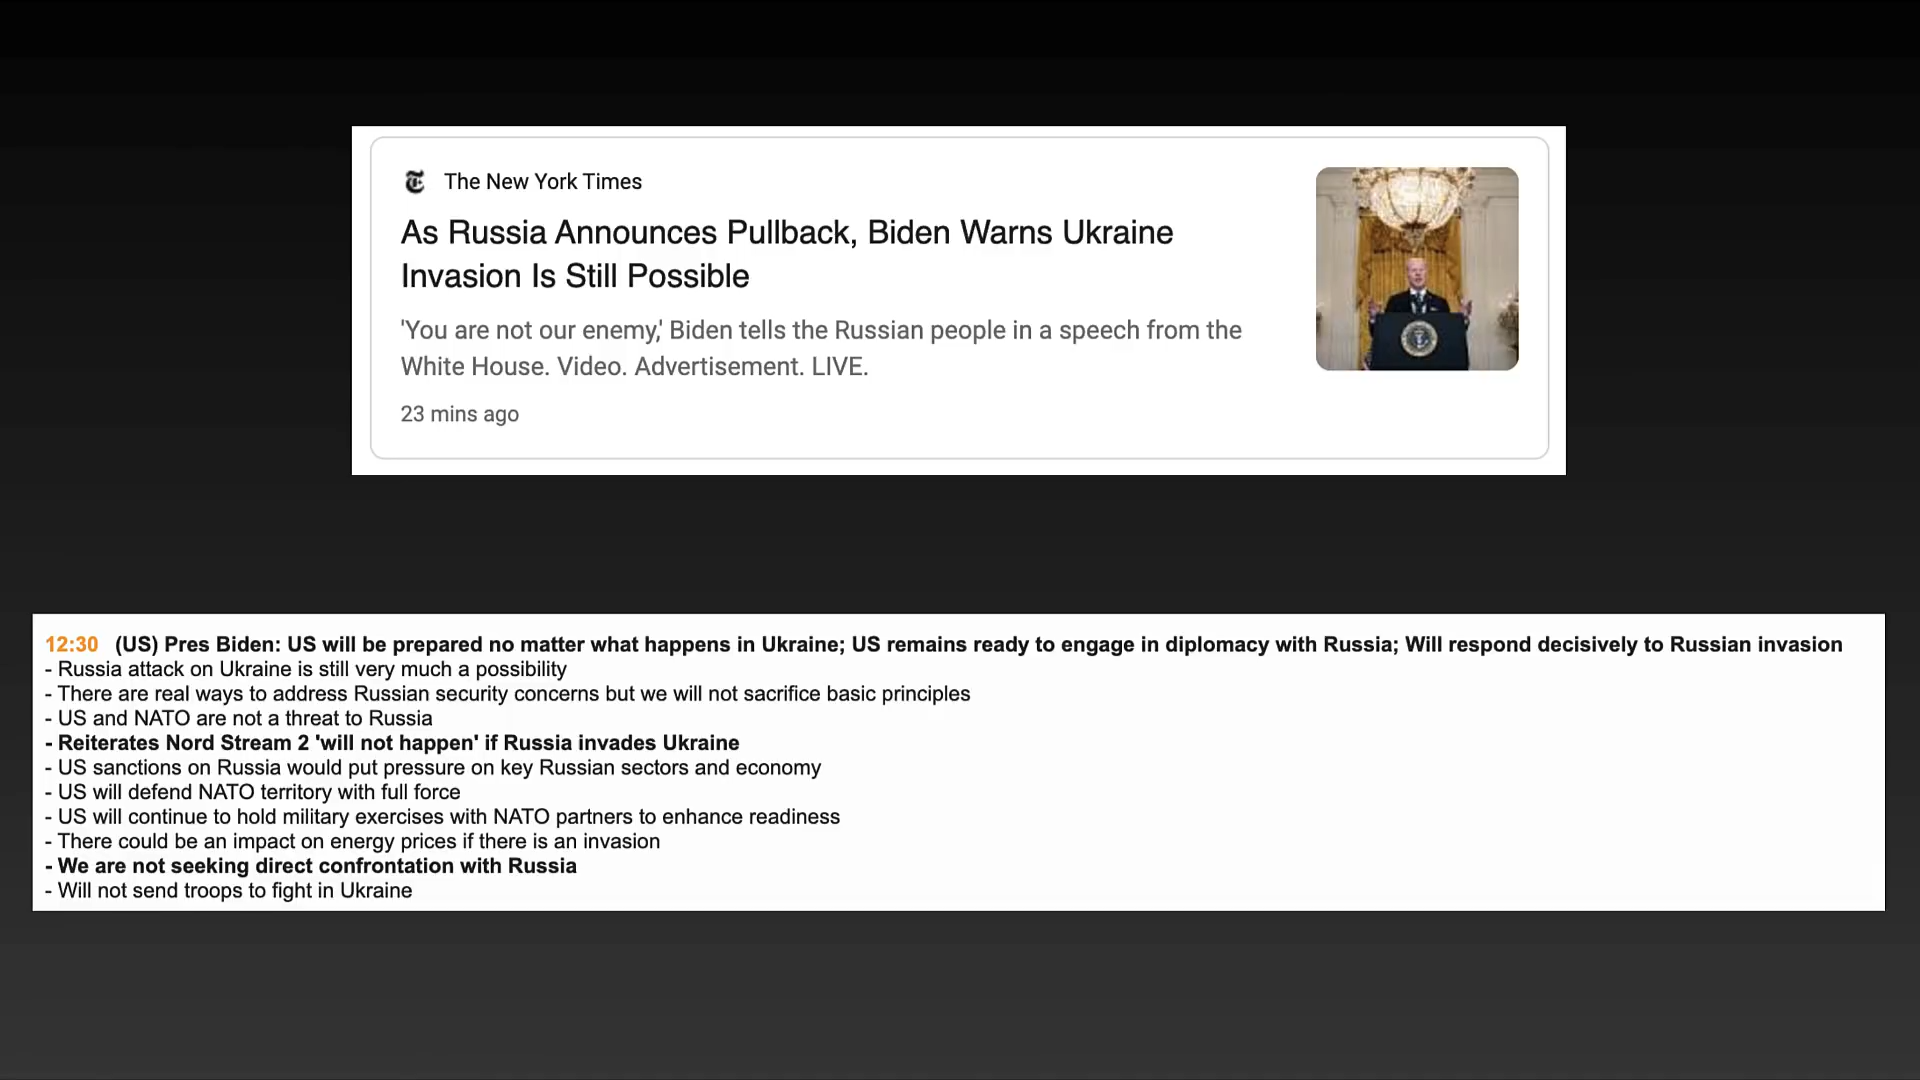 The New York Times
As Russia Announces Pullback, Biden Warns Ukraine
Invasion Is Still Possible
'You are not our enemy,' Biden tells the Russian people in a speech from the
White House. Video. Advertisement. LIVE.
23 mins ago
12:30 (US) Pres Biden: US will be prepared no matter what happens in Ukraine; US remains ready to engage in diplomacy with Russia; Will respond decisively to Russian invasion
- Russia attack on Ukraine is still very much a possibility
- There are real ways to address Russian security concerns but we will not sacrifice basic principles
- US and NATO are not a threat to Russia
- Reiterates Nord Stream 2 'will not happen' if Russia invades Ukraine
- US sanctions on Russia would put pressure on key Russian sectors and economy
- US will defend NATO territory with full force
- US will continue to hold military exercises with NATO partners to enhance readiness
- There could be an impact on energy prices if there is an invasion
- We are not seeking direct confrontation with Russia
- Will not send troops to fight in Ukraine